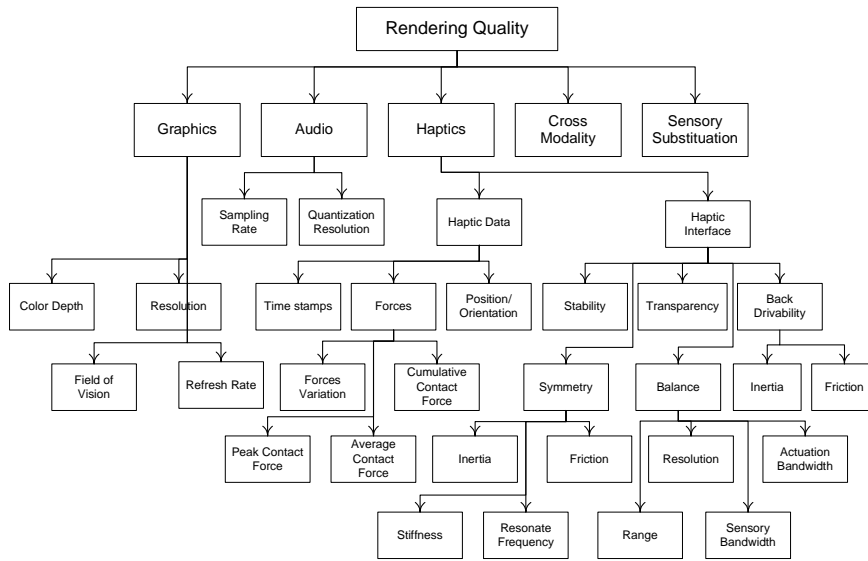 Rendering Quality
Graphics
Audio
Haptics
Cross
Modality
Sensory
Substituation
Sampling
Rate
Quantization
Resolution
Haptic Data
Haptic
Interface
Color Depth
Resolution
Time stamps
Forces
Position/
Orientation
Stability
Transparency
Back
Drivability
Field of
Vision
Refresh Rate
Forces
Variation
Cumulative
Contact
Force
Symmetry
Balance
Inertia
Friction
Peak Contact
Force
Average
Contact
Force
Inertia
Friction
Resolution
Actuation
Bandwidth
Stiffness
Resonate
Frequency
Range
Sensory
Bandwidth